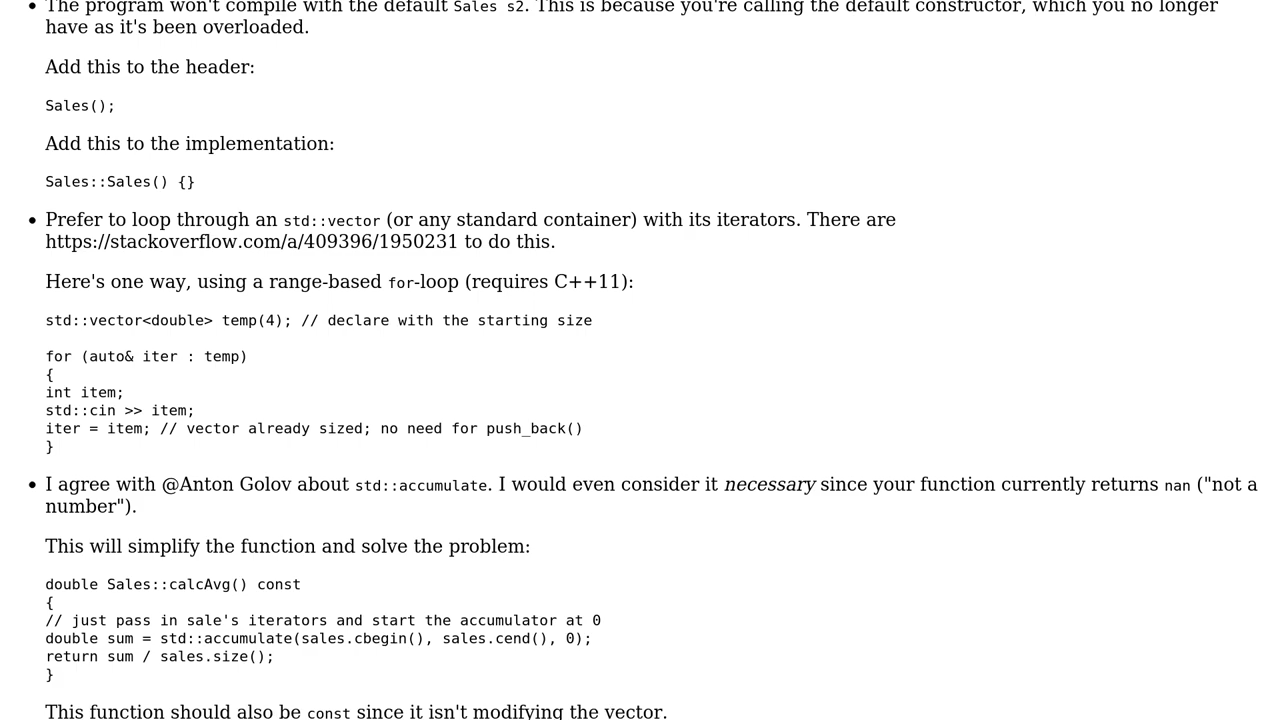 The program won't compile with the default Sales s2. This is because you're calling the default constructor, which you no longer
have as it's been overloaded.
Add this to the header:
Sales();
Add this to the implementation:
Sales::Sales() {}
Prefer to loop through an std::vector (or any standard container) with its iterators. There are
https://stackoverflow.com/a/409396/1950231 to do this.
Here's one way, using a range-based for-loop (requires C++11):
std::vector<double> temp(4); // declare with the starting size
for (auto& iter : temp)
{
int item;
std::cin >> item;
iter = item; // vector already sized; no need for push_back()
}
I agree with @Anton Golov about std::accumulate. I would even consider it necessary since your function currently returns nan ("not a
number").
This will simplify the function and solve the problem:
double Sales::calcAvg() const
{
// just pass in sale's iterators and start the accumulator at 0
double sum = std::accumulate(sales.cbegin(), sales.cend(), 0);
return sum / sales.size();
}
This function should also be const since it isn't modifying the vector.